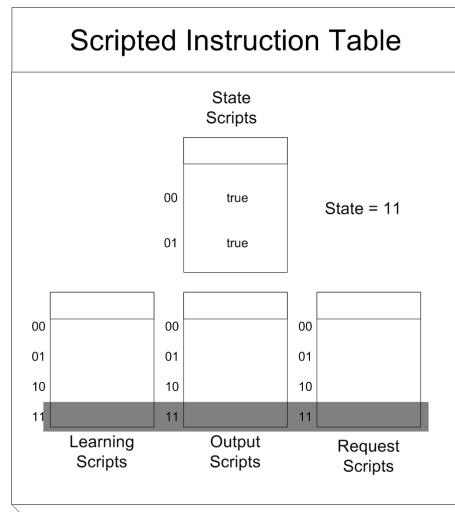 Scripted Instruction Table
State
Scripts
00 true
State = 11
01 true
00 00 00
01 01 01
10 10 10
11 11 11
Learning
Scripts
Output
Scripts
Request
Scripts